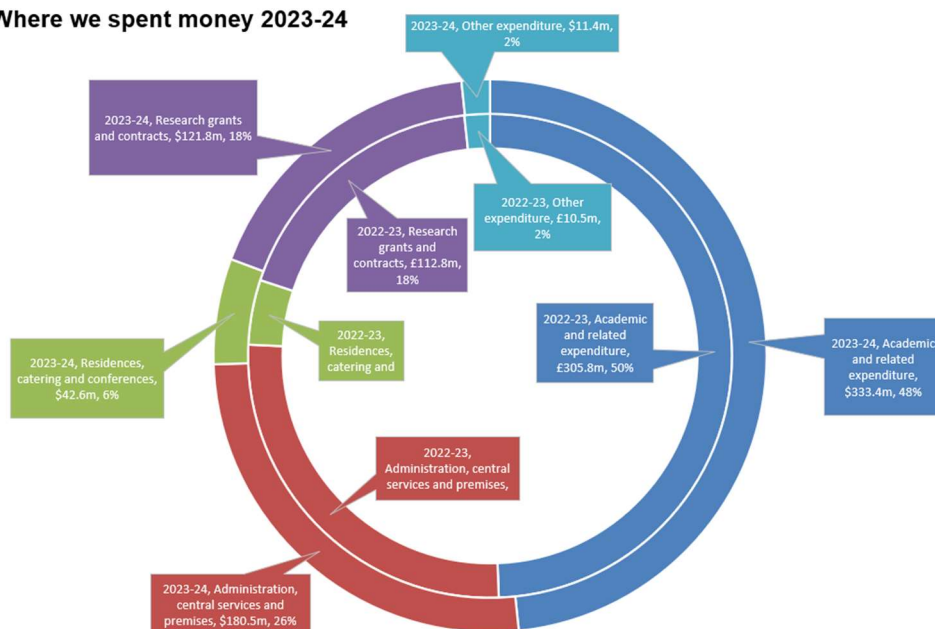 Where we spent money 2023-24
2023-24, Other expenditure, $11.4m,
2%
2023-24, Research grants
and contracts, $121.8m, 18%
2022-23, Other
expenditure, £10.5m,
2%
2022-23, Research
grants and
contracts, £112.8m,
18%
2022-23, Academic
and related
expenditure,
£305.8m, 50%
2023-24, Academic
and related
expenditure,
$333.4m, 48%
2022-23,
Residences,
catering and
2023-24, Residences,
catering and conferences,
$42.6m, 6%
2022-23,
Administration, central
services and premises,
2023-24, Administration,
central services and
premises, $180.5m, 26%